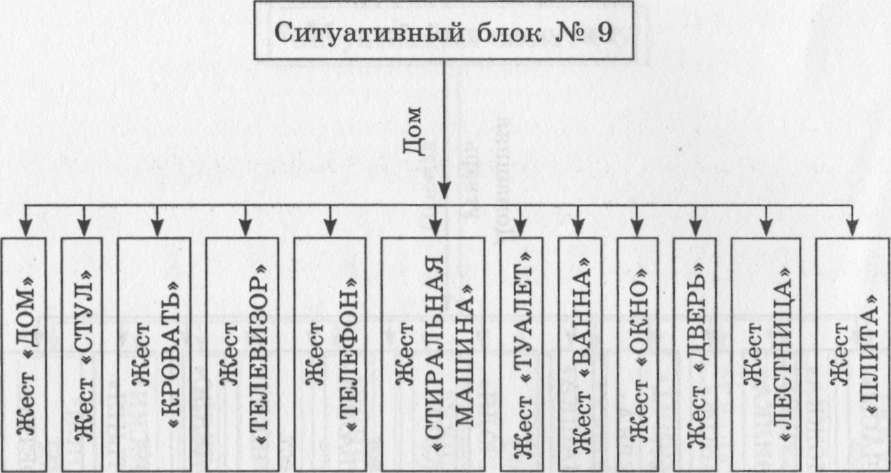 Ситуативный блок № 9
Дом
Жест «ДОМ»
Жест «СТУЛ»
Жест
«КРОВАТЬ»
Жест
«ТЕЛЕВИЗОР»
Жест
«ТЕЛЕФОН»
Жест
«СТИРАЛЬНАЯ
МАШИНА»
Жест «ТУАЛЕТ»
Жест «ВАННА»
Жест «ОКНО»
Жест «ДВЕРЬ»
Жест
«ЛЕСТНИЦА»
Жест
«ПЛИТА»